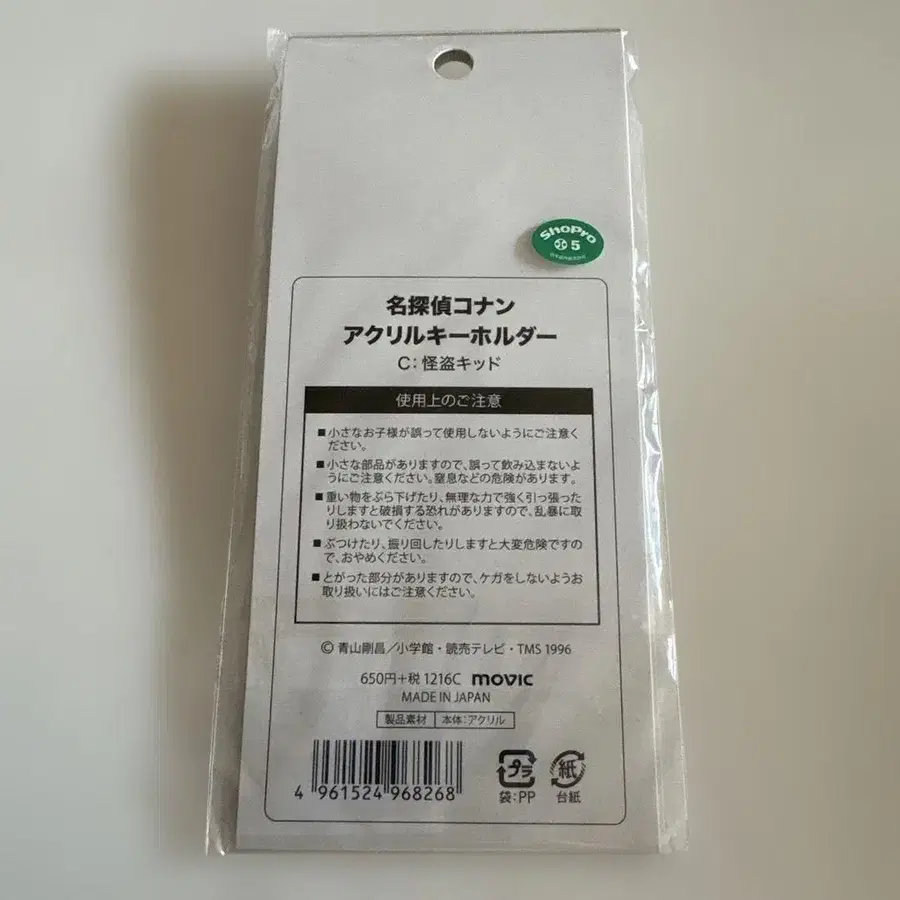 ShoPro
5
名探偵コナン
アクリルキーホルダー
C:怪盗キッド
使用上のご注意
■小さなお子様が誤って使用しないようにご注意く
ださい。
■小さな部品がありますので、誤って飲み込まないよ
うにご注意ください。窒息などの危険があります。
■重い物をぶら下げたり、無理な力で強く引っ張った
りしますと破損する恐れがありますので、乱暴に取
り扱わないでください。
■ぶつけたり、振り回したりしますと大変危険ですの
で、おやめください。
■とがった部分がありますので、ケガをしないようお
取り扱いにはご注意ください。
© 青山剛昌/小学館・読売テレビ・TMS 1996
650円+税 1216C movic
MADE IN JAPAN
製品素材 本体:アクリル
4 961524 968268
プラ 紙
袋:PP 台紙